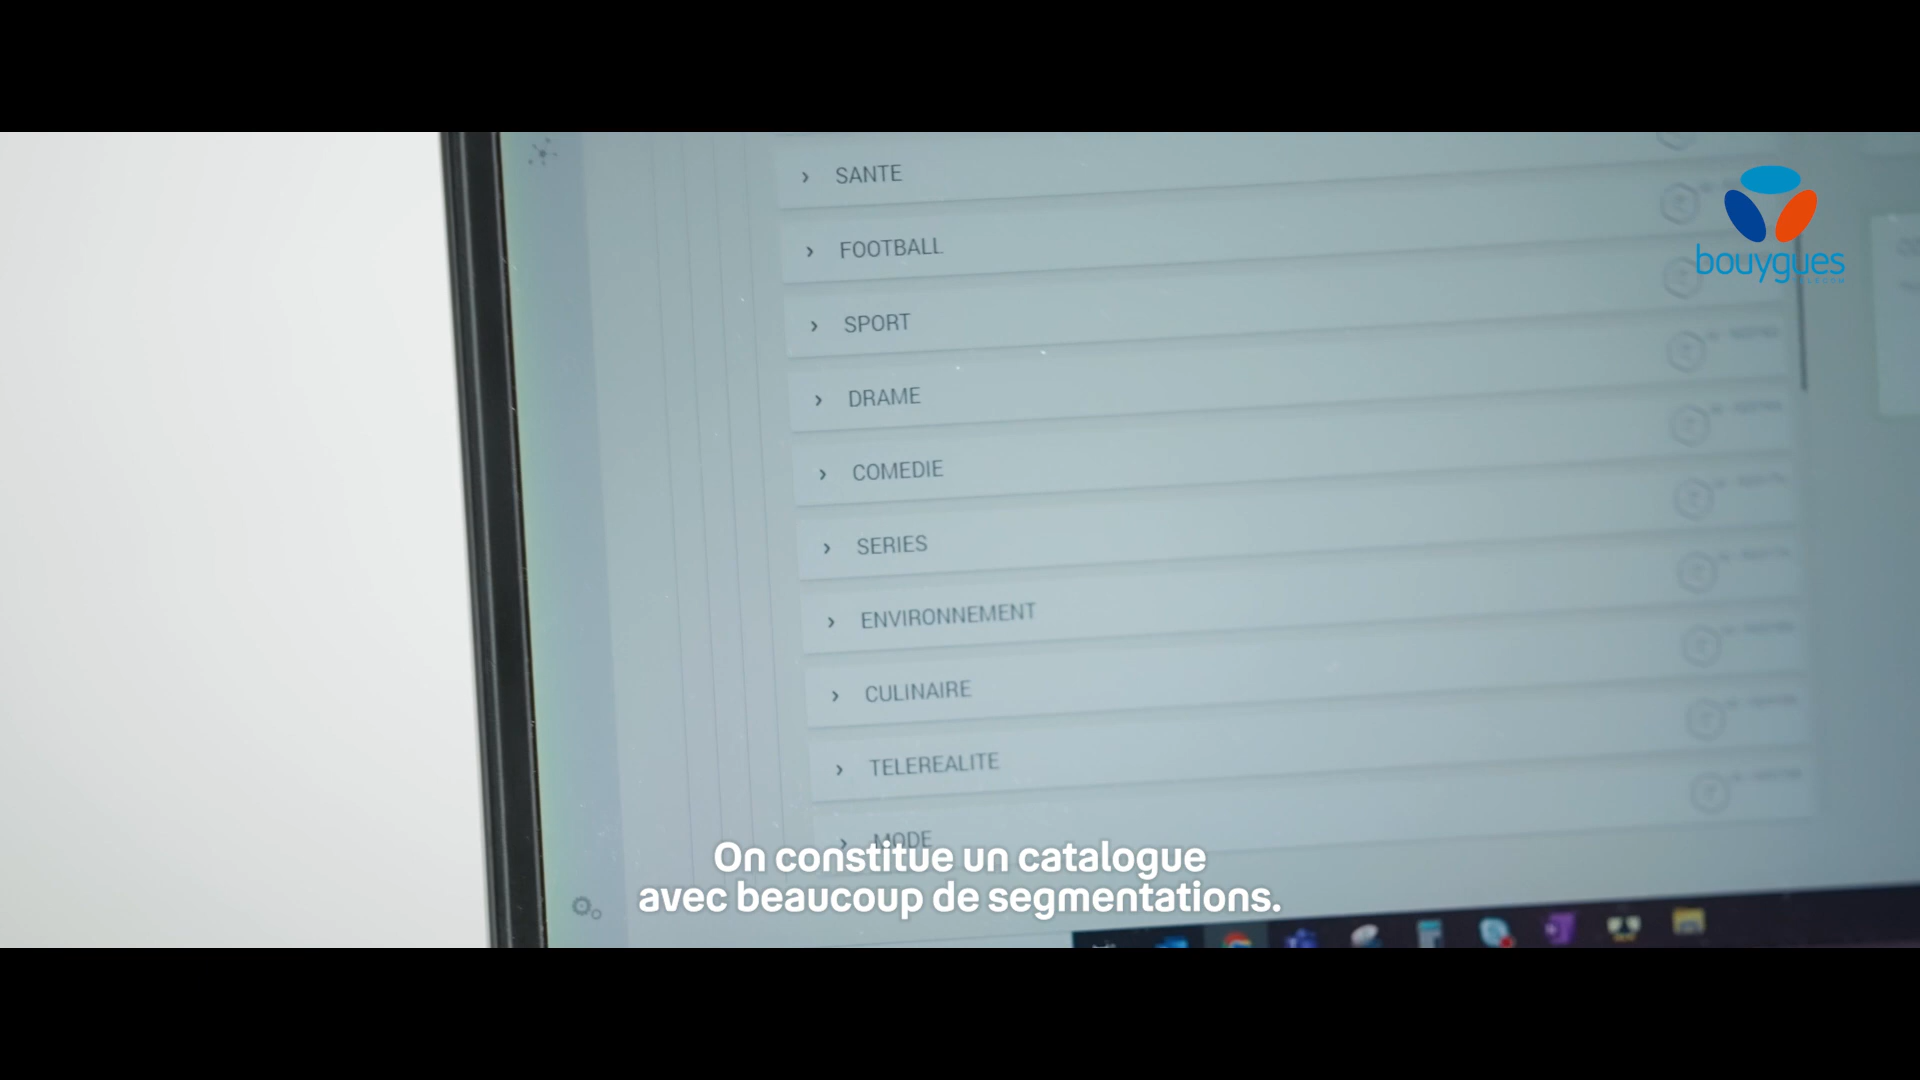 SANTE
FOOTBALL
SPORT
DRAME
COMEDIE
SERIES
ENVIRONNEMENT
CULINAIRE
TELEREALITE
MODE
bouygues
TELECOM
On constitue un catalogue
avec beaucoup de segmentations.